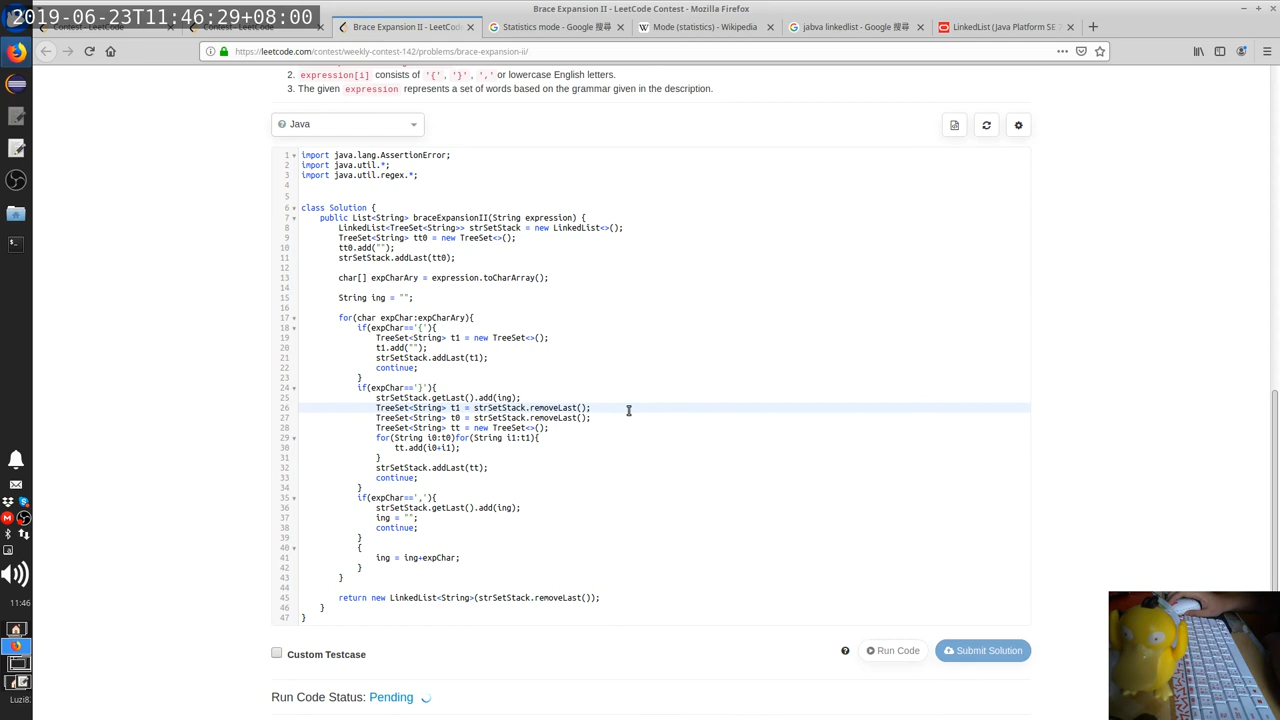 2019-06-23T11:46:29+08:00
Brace Expansion II - LeetCode Contest - Mozilla Firefox
Contest - LeetCode
Contest - LeetCode
Brace Expansion II - LeetCode
Statistics mode - Google 搜尋
Mode (statistics) - Wikipedia
jabva linkedlist - Google 搜尋
LinkedList (Java Platform SE
https://leetcode.com/contest/weekly-contest-142/problems/brace-expansion-ii/
2. expression[i] consists of '{', '}', ',' or lowercase English letters.
3. The given expression represents a set of words based on the grammar given in the description.
Java
1 import java.lang.AssertionError;
2 import java.util.*;
3 import java.util.regex.*;
4
5
6 class Solution {
7 public List<String> braceExpansionII(String expression) {
8 LinkedList<TreeSet<String>> strSetStack = new LinkedList<>();
9 TreeSet<String> tt0 = new TreeSet<>();
10 tt0.add("");
11 strSetStack.addLast(tt0);
12
13 char[] expCharAry = expression.toCharArray();
14
15 String ing = "";
16
17 for(char expChar:expCharAry){
18 if(expChar=='{'){
19 TreeSet<String> t1 = new TreeSet<>();
20 t1.add("");
21 strSetStack.addLast(t1);
22 continue;
23 }
24 if(expChar=='}'){
25 strSetStack.getLast().add(ing);
26 TreeSet<String> t1 = strSetStack.removeLast();
27 TreeSet<String> t0 = strSetStack.removeLast();
28 TreeSet<String> tt = new TreeSet<>();
29 for(String i0:t0)for(String i1:t1){
30 tt.add(i0+i1);
31 }
32 strSetStack.addLast(tt);
33 continue;
34 }
35 if(expChar==','){
36 strSetStack.getLast().add(ing);
37 ing = "";
38 continue;
39 }
40 {
41 ing = ing+expChar;
42 }
43 }
44
45 return new LinkedList<String>(strSetStack.removeLast());
46 }
47 }
Custom Testcase
? Run Code
Submit Solution
Run Code Status: Pending
11:46
Luzi8